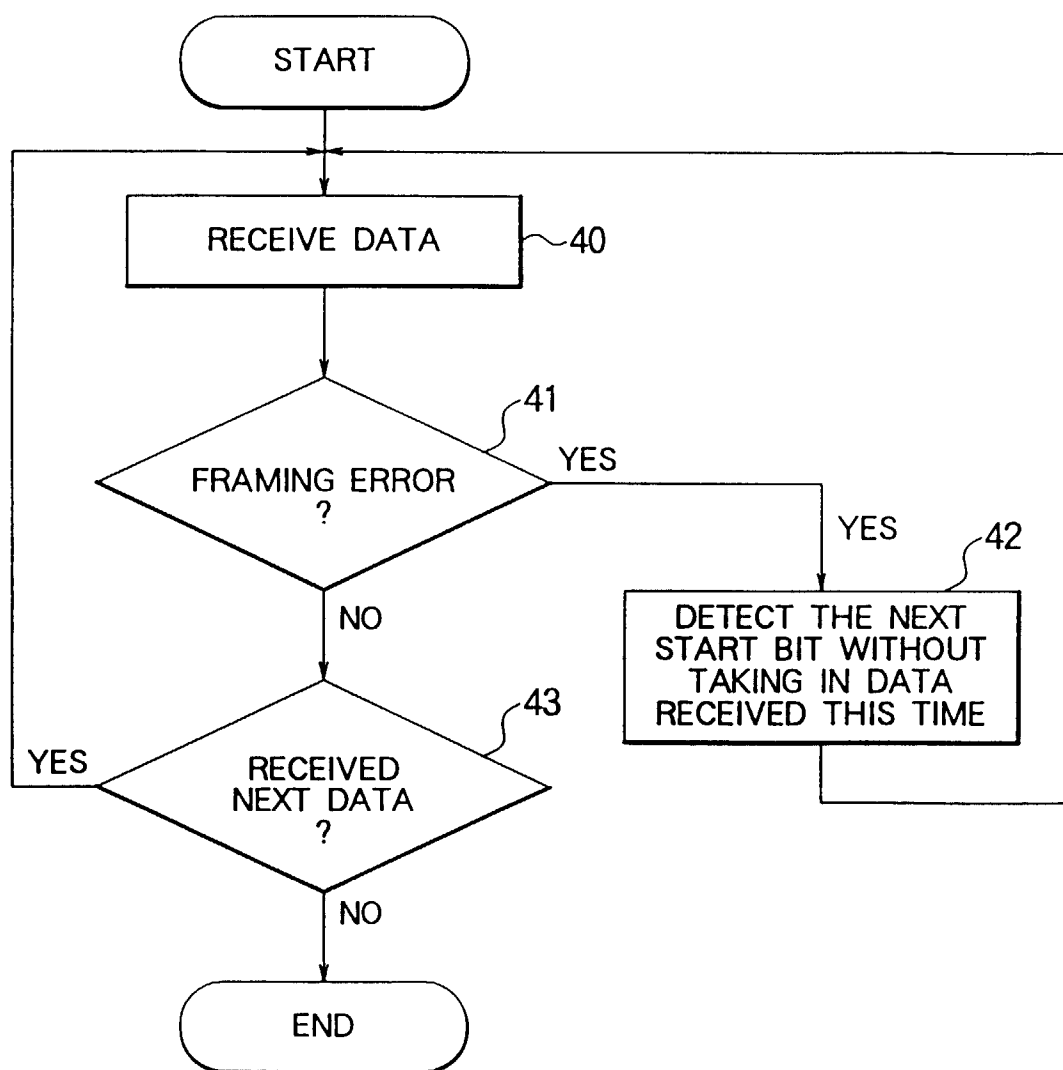 START
RECEIVE DATA
40
41
FRAMING ERROR
?
YES
YES
NO
42
DETECT THE NEXT
START BIT WITHOUT
TAKING IN DATA
RECEIVED THIS TIME
43
YES
RECEIVED
NEXT DATA
?
NO
END